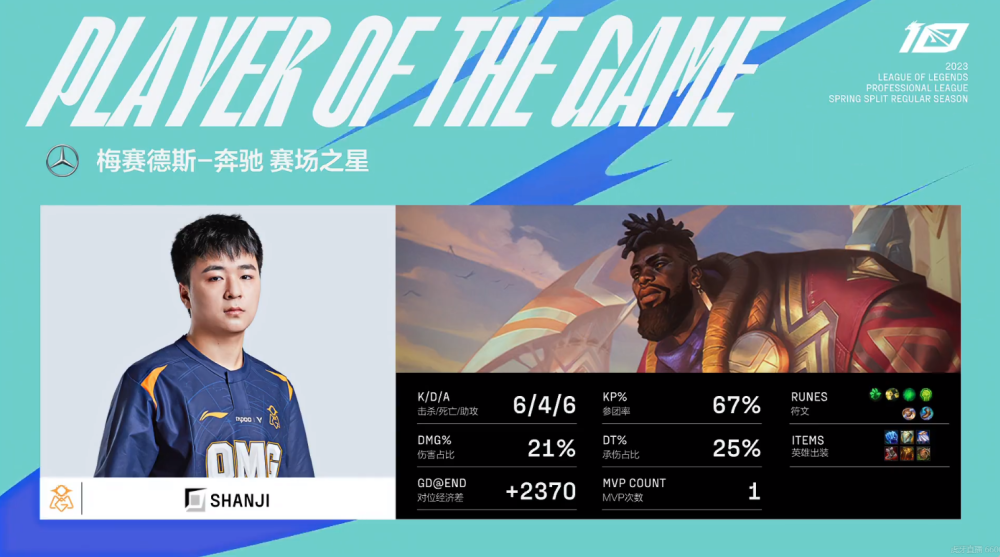 PLAYER OF THE GAME
2023
LEAGUE OF LEGENDS
PROFESSIONAL LEAGUE
SPRING SPLIT REGULAR SEASON
梅赛德斯-奔驰 赛场之星
OMG
SHANJI
K/D/A
击杀/死亡/助攻
6/4/6
KP%
参团率
67%
RUNES
符文
DMG%
伤害占比
21%
DT%
承伤占比
25%
ITEMS
英雄出装
GD@END
对位经济差
+2370
MVP COUNT
MVP次数
1